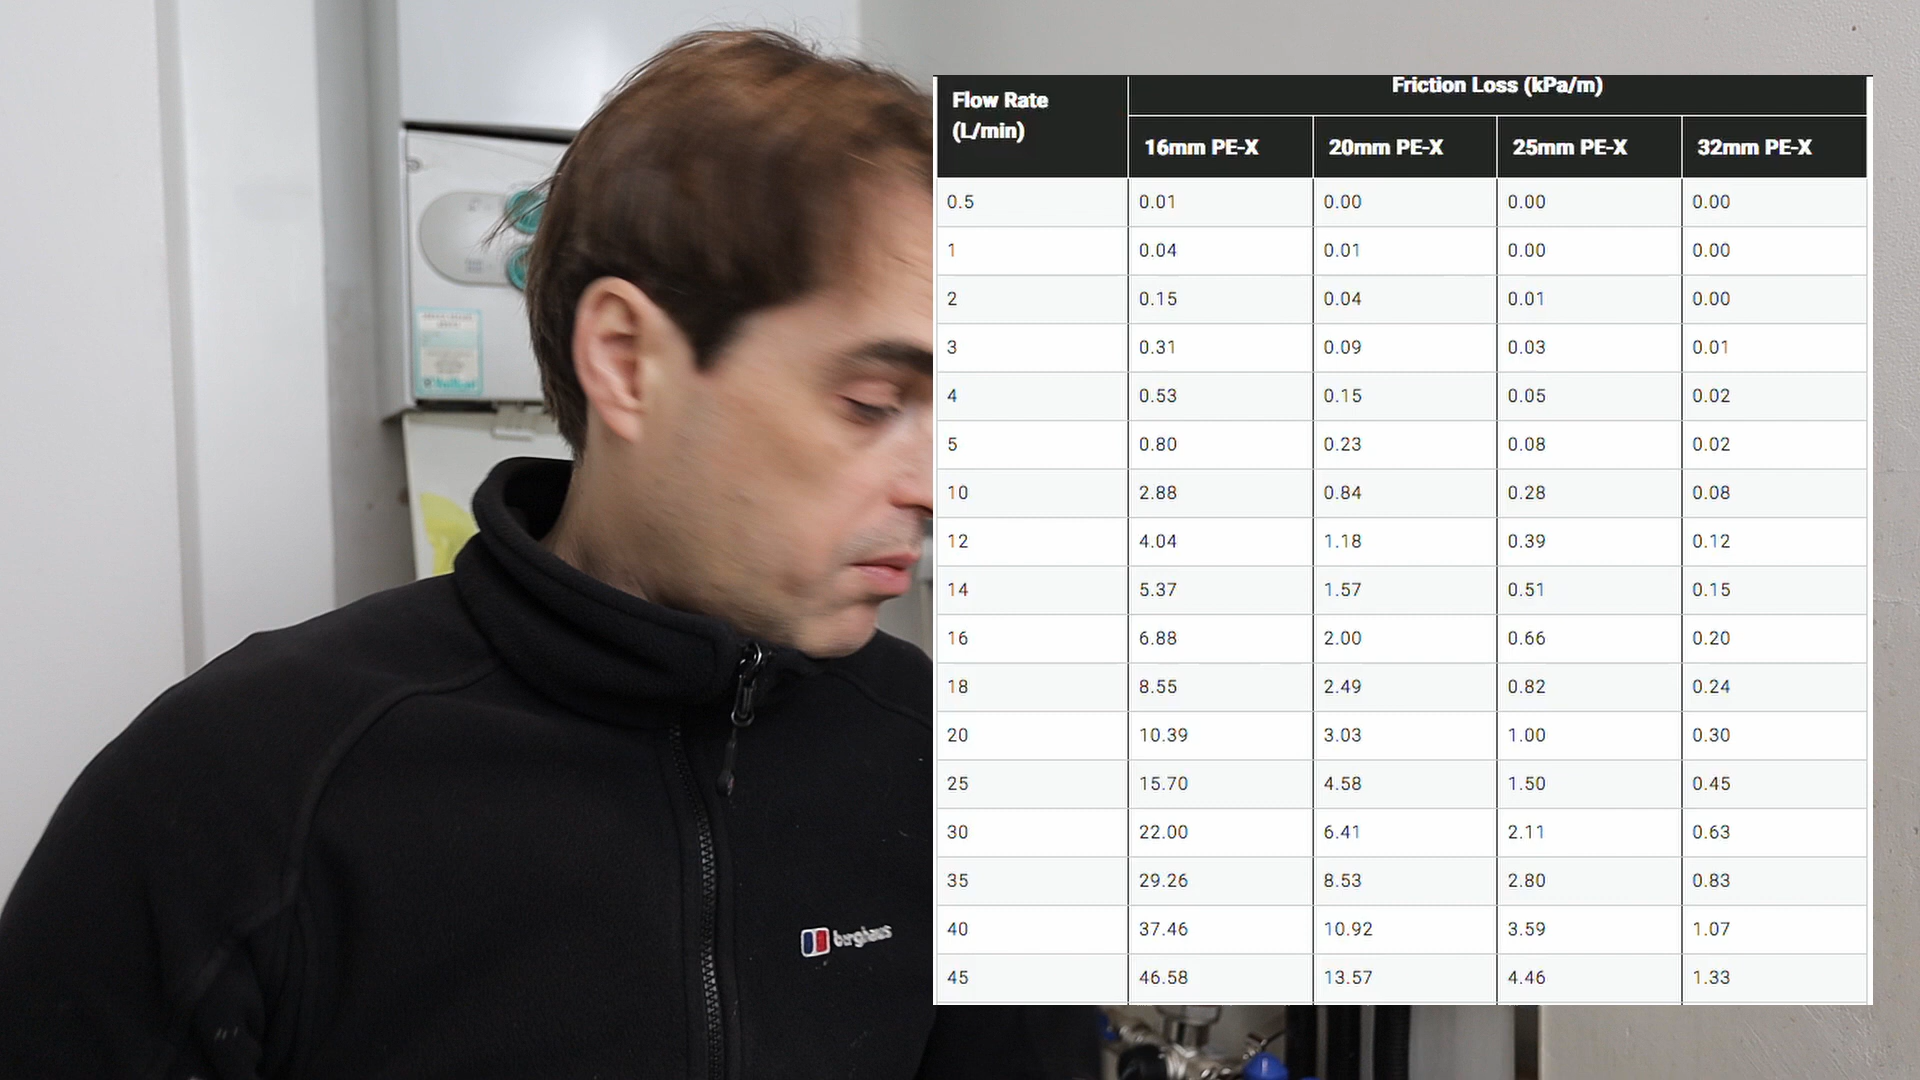 Flow Rate
(L/min)
Friction Loss (kPa/m)
16mm PE-X 20mm PE-X 25mm PE-X 32mm PE-X
0.5 0.01 0.00 0.00 0.00
1 0.04 0.01 0.00 0.00
2 0.15 0.04 0.01 0.00
3 0.31 0.09 0.03 0.01
4 0.53 0.15 0.05 0.02
5 0.80 0.23 0.08 0.02
10 2.88 0.84 0.28 0.08
12 4.04 1.18 0.39 0.12
14 5.37 1.57 0.51 0.15
16 6.88 2.00 0.66 0.20
18 8.55 2.49 0.82 0.24
20 10.39 3.03 1.00 0.30
25 15.70 4.58 1.50 0.45
30 22.00 6.41 2.11 0.63
35 29.26 8.53 2.80 0.83
40 37.46 10.92 3.59 1.07
45 46.58 13.57 4.46 1.33
berghaus
Vaillant